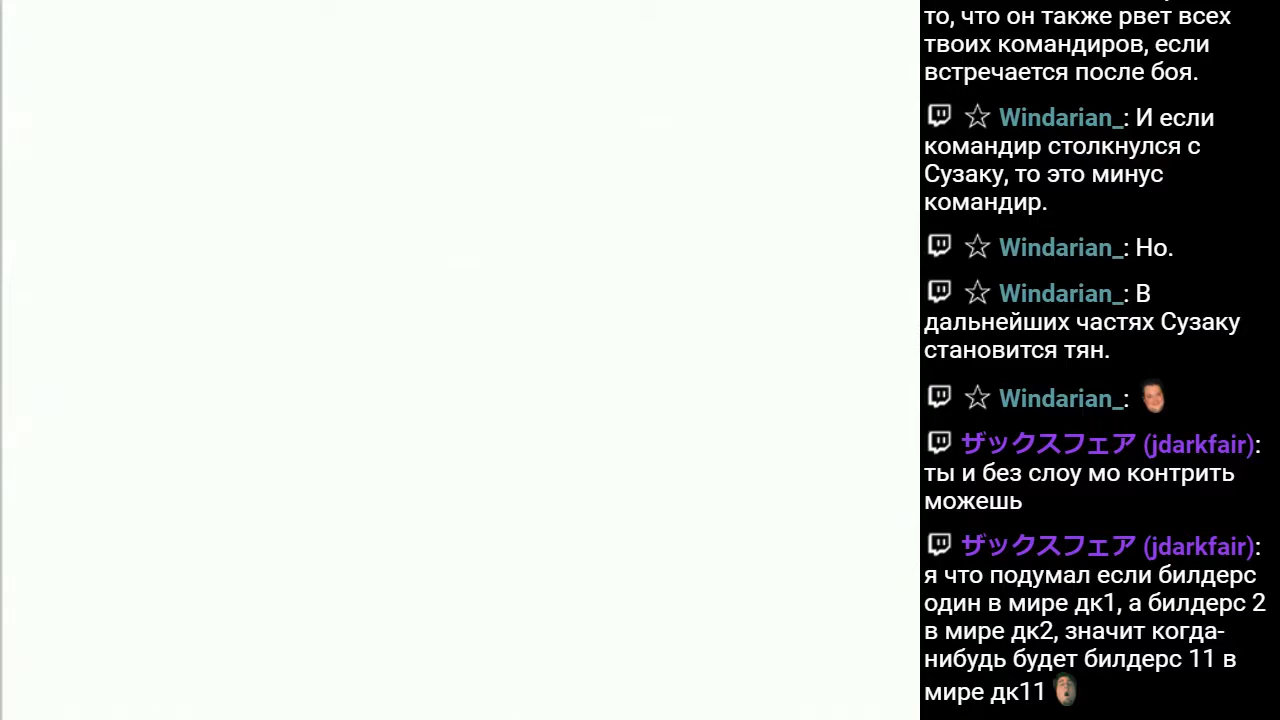 то, что он также рвет всех
твоих командиров, если
встречается после боя.
Windarian_: И если
командир столкнулся с
Сузаку, то это минус
командир.
Windarian_: Но.
Windarian_: В
дальнейших частях Сузаку
становится тян.
Windarian_:
ザックスフェア (jdarkfair):
ты и без слоу мо контрить
можешь
ザックスフェア (jdarkfair):
я что подумал если билдерс
один в мире дк1, а билдерс 2
в мире дк2, значит когда-
нибудь будет билдерс 11 в
мире дк11